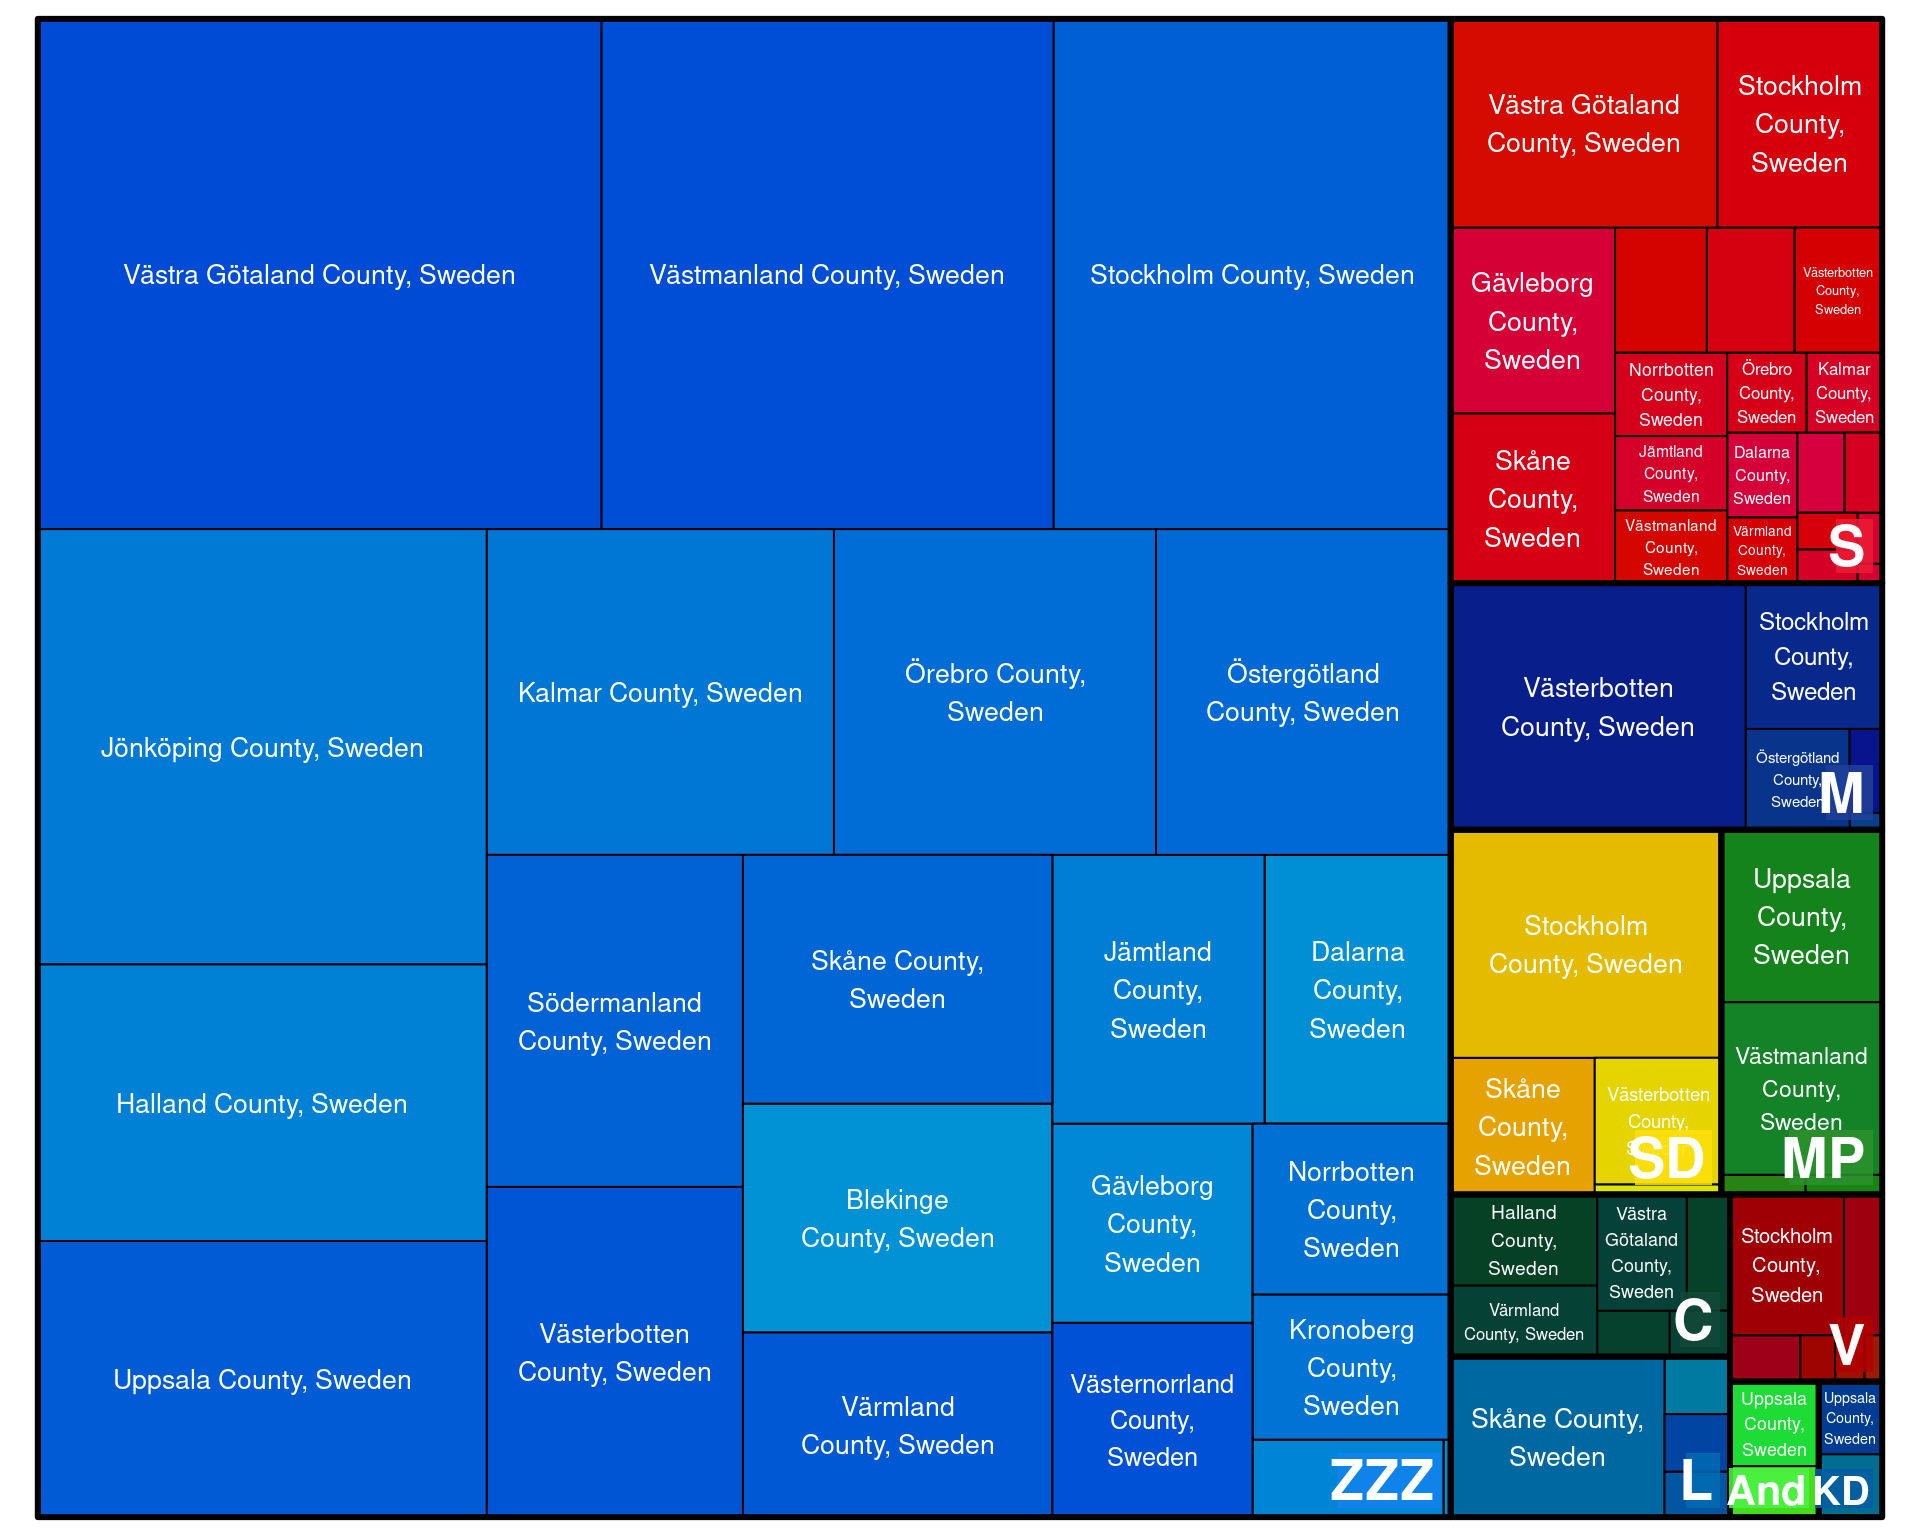 Västra Götaland County, Sweden
Västmanland County, Sweden
Stockholm County, Sweden
Jönköping County, Sweden
Kalmar County, Sweden
Örebro County,
Sweden
Östergötland
County, Sweden
Halland County, Sweden
Uppsala County, Sweden
Södermanland
County, Sweden
Västerbotten
County, Sweden
Skåne County,
Sweden
Blekinge
County, Sweden
Värmland
County, Sweden
Jämtland
County,
Sweden
Dalarna
County,
Sweden
Gävleborg
County,
Sweden
Västernorrland
County,
Sweden
Norrbotten
County,
Sweden
Kronoberg
County,
Sweden
ZZZ
Västra Götaland
County, Sweden
Stockholm
County,
Sweden
Gävleborg
County,
Sweden
Skåne
County,
Sweden
Västerbotten
County,
Sweden
Norrbotten
County,
Sweden
Örebro
County,
Sweden
Kalmar
County,
Sweden
Jämtland
County,
Sweden
Dalarna
County,
Sweden
Västmanland
County,
Sweden
Värmland
County,
Sweden
S
Västerbotten
County, Sweden
Stockholm
County,
Sweden
Östergötland
County,
Sweden
M
Stockholm
County, Sweden
Skåne
County,
Sweden
Västerbotten
County,
SD
Uppsala
County,
Sweden
Västmanland
County,
Sweden
MP
Halland
County,
Sweden
Västra
Götaland
County,
Sweden
Värmland
County, Sweden
C
Stockholm
County,
Sweden
V
Skåne County,
Sweden
L
Uppsala
County,
Sweden
And
Uppsala
County,
Sweden
KD